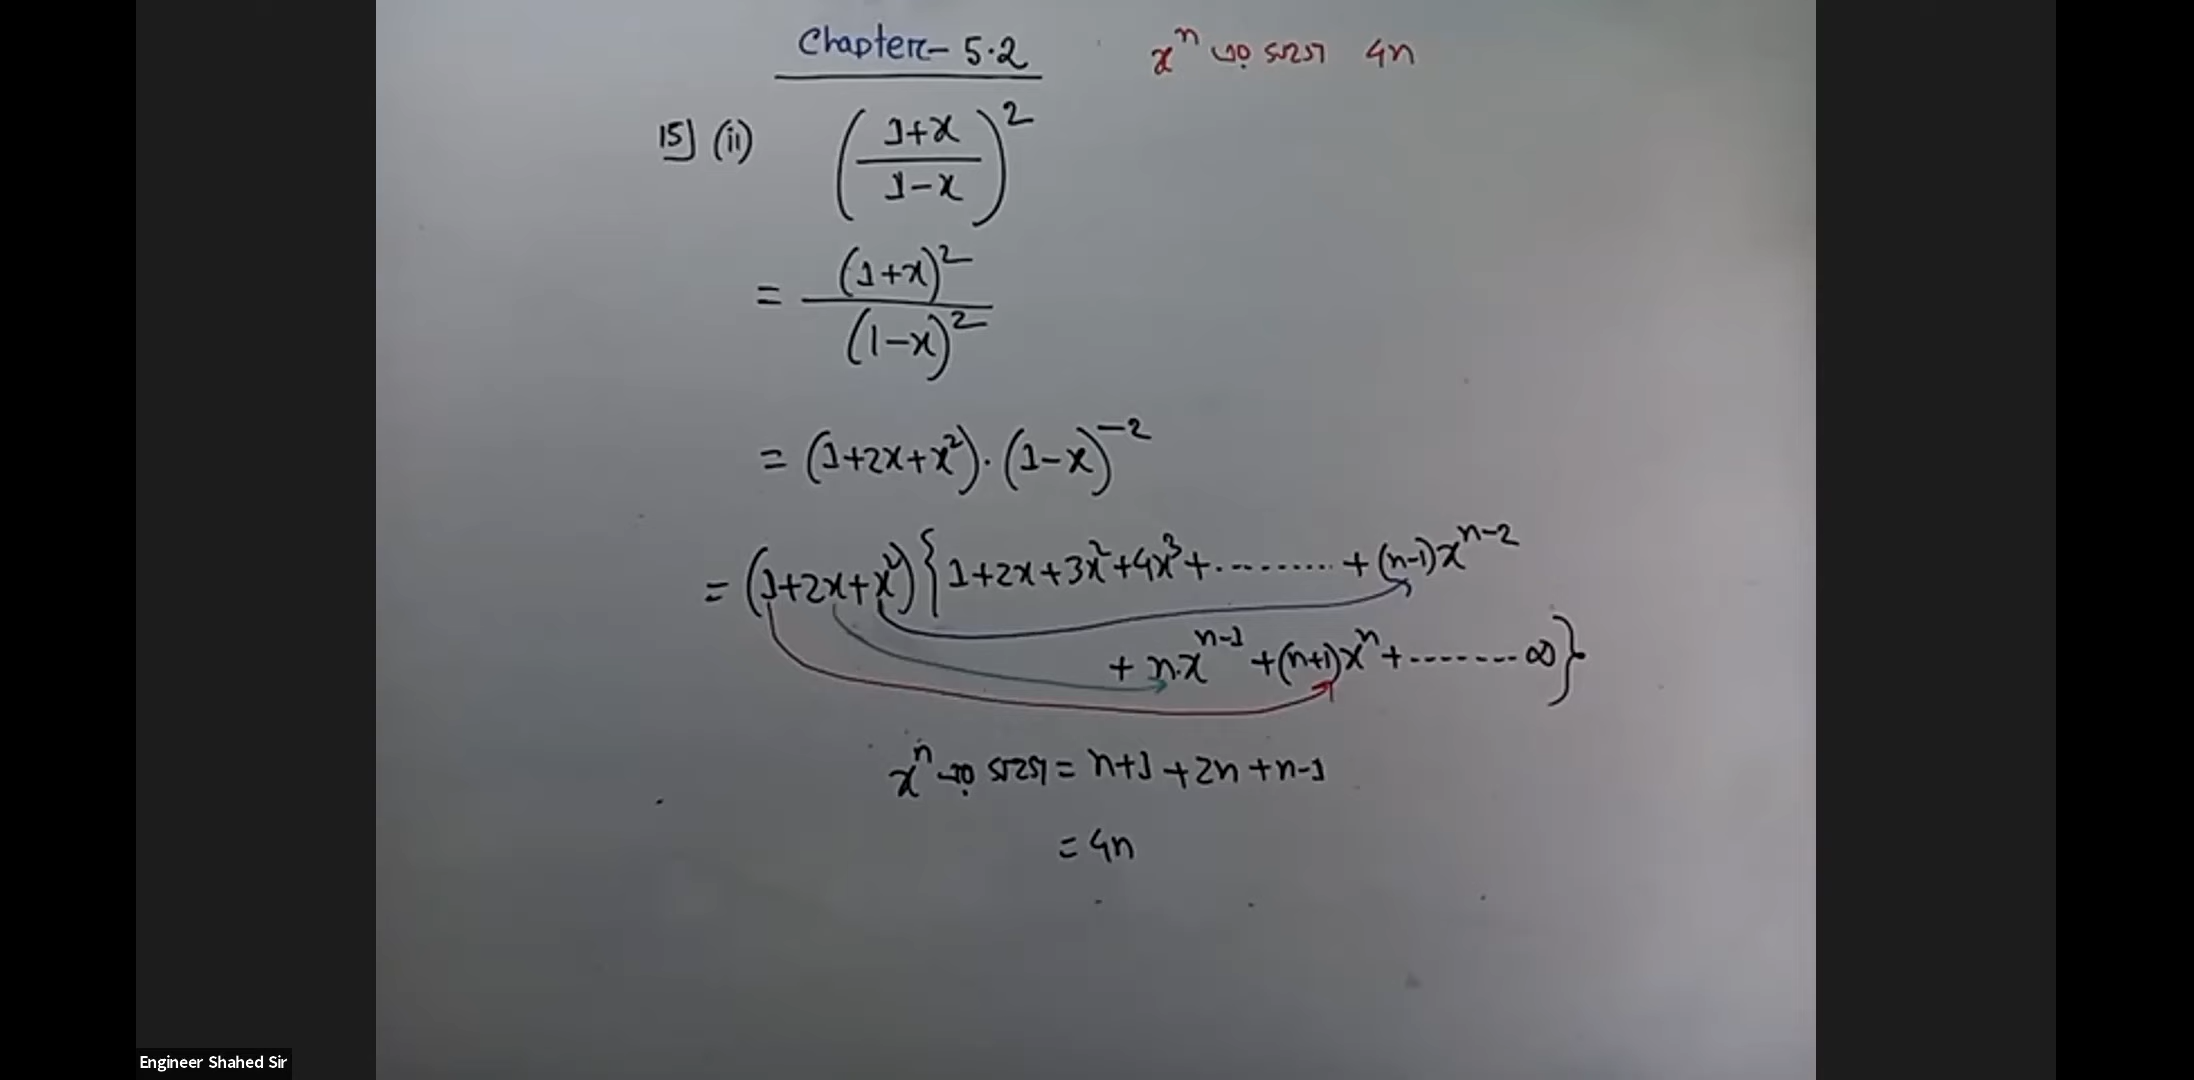 Chapter- 5.2
xⁿ এর সহগ 4n
15] (ii) ((1+x)/(1-x))²
= (1+x)²/(1-x)²
= (1+2x+x²)·(1-x)⁻²
= (1+2x+x²){1+2x+3x²+4x³+..........+(n-1)xⁿ⁻²
+ n.xⁿ⁻¹+(n+1)xⁿ+.......∞}
xⁿ এর সহগ = n+1+2n+n-1
= 4n
Engineer Shahed Sir